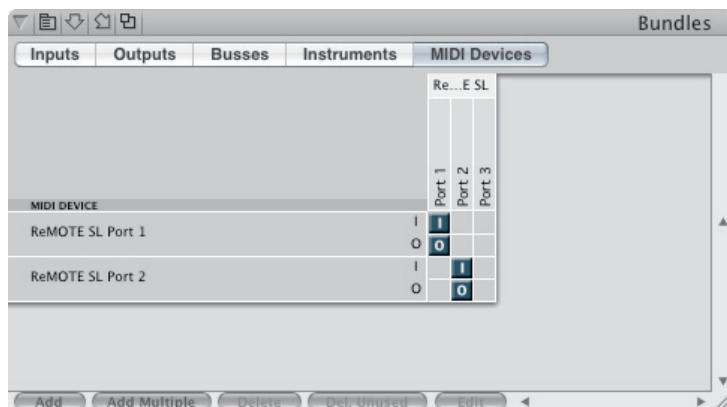 Bundles
Inputs Outputs Busses Instruments MIDI Devices
Re...E SL
Port 1 Port 2 Port 3
MIDI DEVICE
ReMOTE SL Port 1 I I
O O
ReMOTE SL Port 2 I I
O O
Add Add Multiple Delete Del. Unused Edit